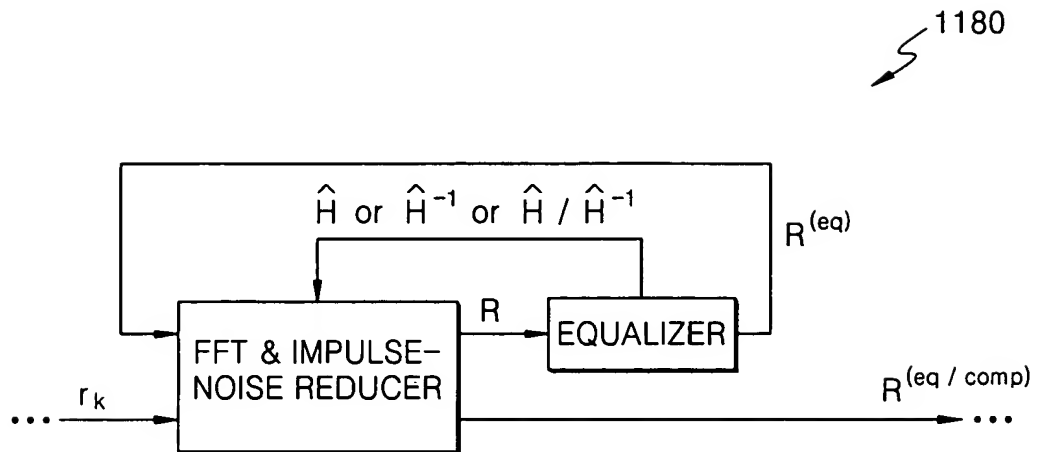 1180
Ĥ or Ĥ⁻¹ or Ĥ / Ĥ⁻¹
R^(eq)
R
EQUALIZER
FFT & IMPULSE–
NOISE REDUCER
R^(eq / comp)
••• r_k
•••